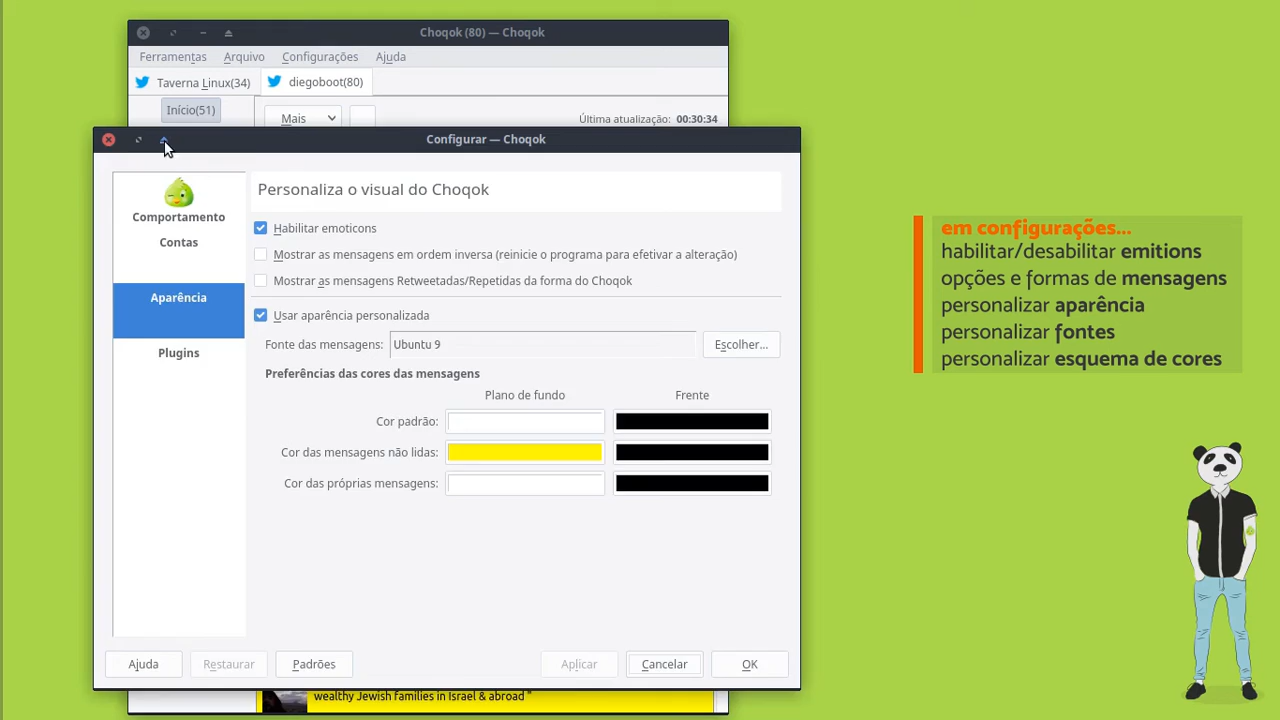 Choqok (80) — Choqok
Ferramentas Arquivo Configurações Ajuda
Taverna Linux(34) diegoboot(80)
Início(51) Mais Última atualização: 00:30:34
Configurar — Choqok
Comportamento
Contas
Aparência
Plugins
Personaliza o visual do Choqok
Habilitar emoticons
Mostrar as mensagens em ordem inversa (reinicie o programa para efetivar a alteração)
Mostrar as mensagens Retweetadas/Repetidas da forma do Choqok
Usar aparência personalizada
Fonte das mensagens: Ubuntu 9 Escolher...
Preferências das cores das mensagens
Plano de fundo Frente
Cor padrão:
Cor das mensagens não lidas:
Cor das próprias mensagens:
Ajuda Restaurar Padrões Aplicar Cancelar OK
wealthy Jewish families in Israel & abroad "
em configurações...
habilitar/desabilitar emitions
opções e formas de mensagens
personalizar aparência
personalizar fontes
personalizar esquema de cores